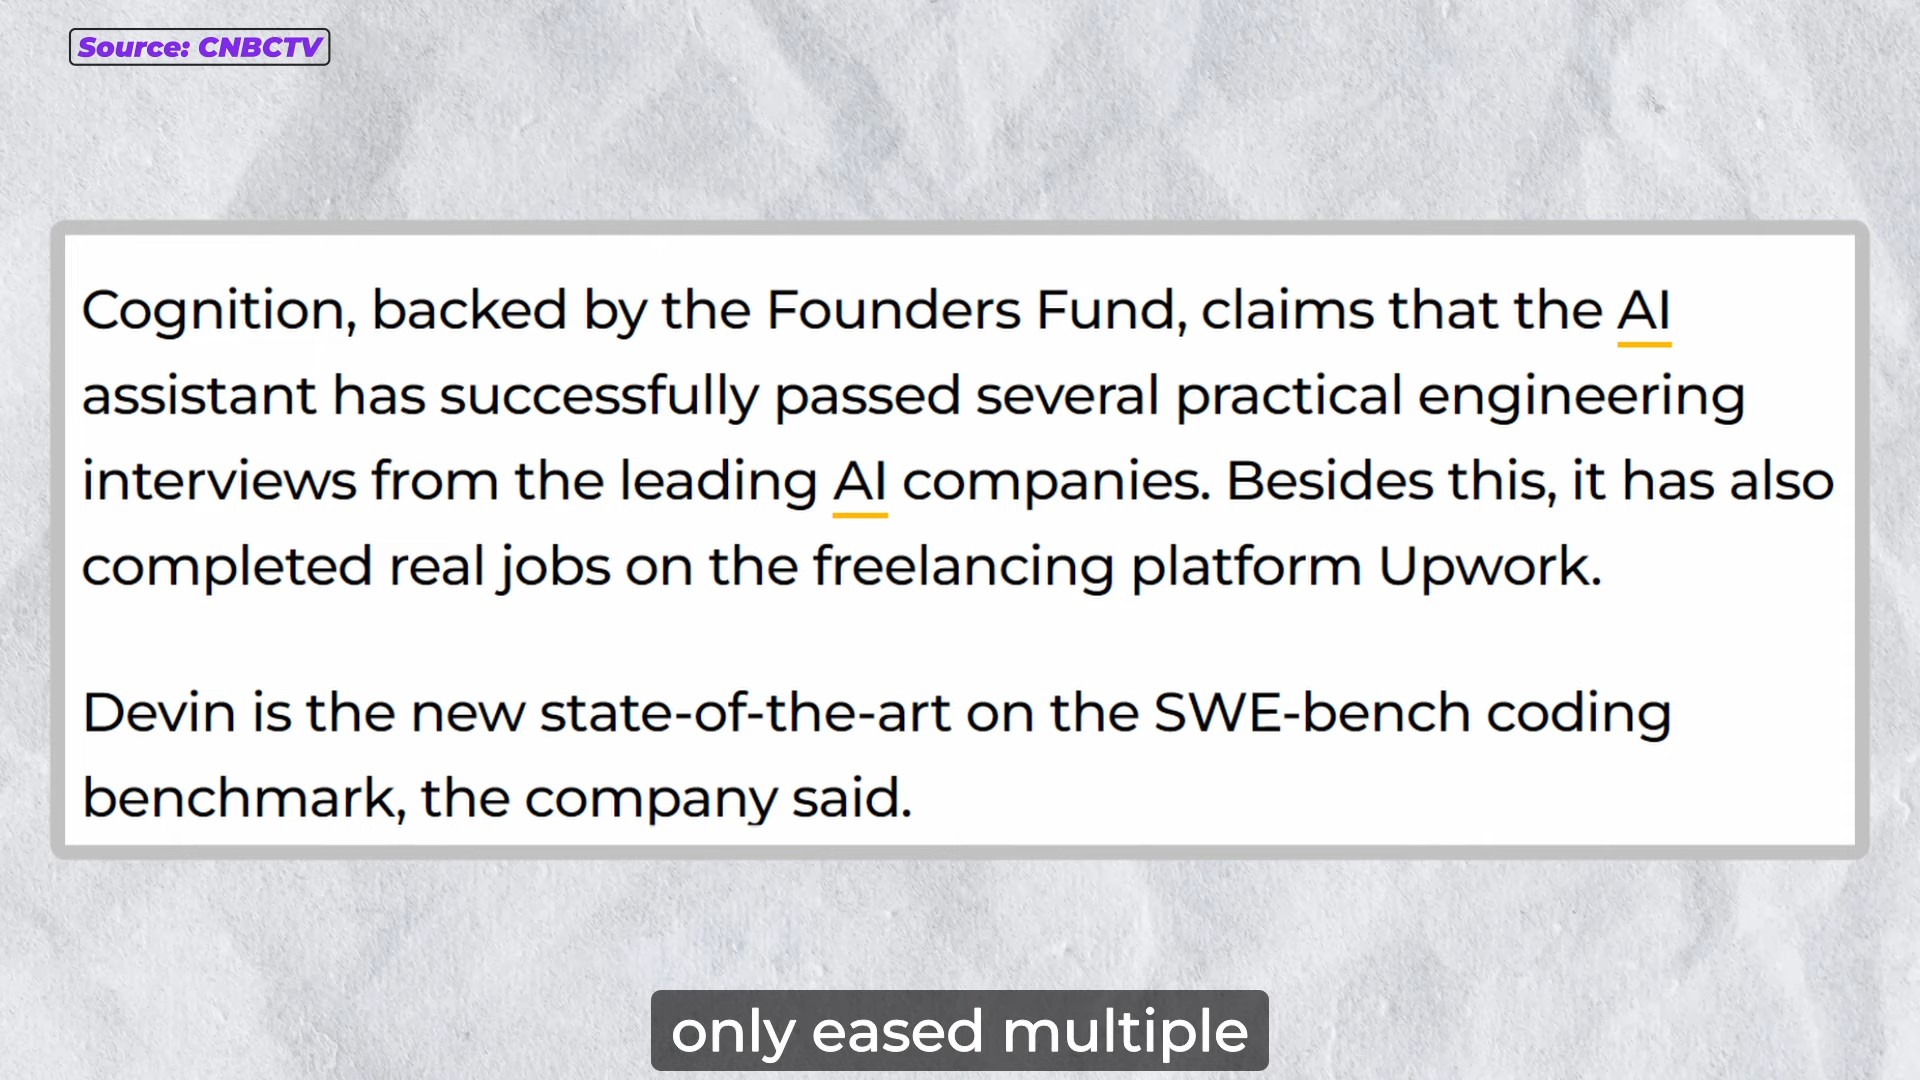 Source: CNBCTV
Cognition, backed by the Founders Fund, claims that the AI
assistant has successfully passed several practical engineering
interviews from the leading AI companies. Besides this, it has also
completed real jobs on the freelancing platform Upwork.
Devin is the new state-of-the-art on the SWE-bench coding
benchmark, the company said.
only eased multiple